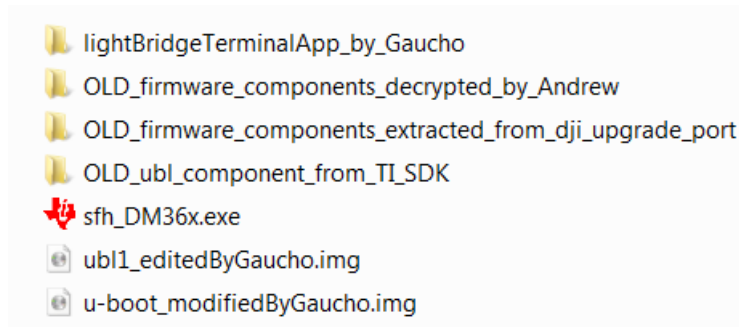 lightBridgeTerminalApp_by_Gaucho
OLD_firmware_components_decrypted_by_Andrew
OLD_firmware_components_extracted_from_dji_upgrade_port
OLD_ubl_component_from_TI_SDK
sfh_DM36x.exe
ubl1_editedByGaucho.img
u-boot_modifiedByGaucho.img